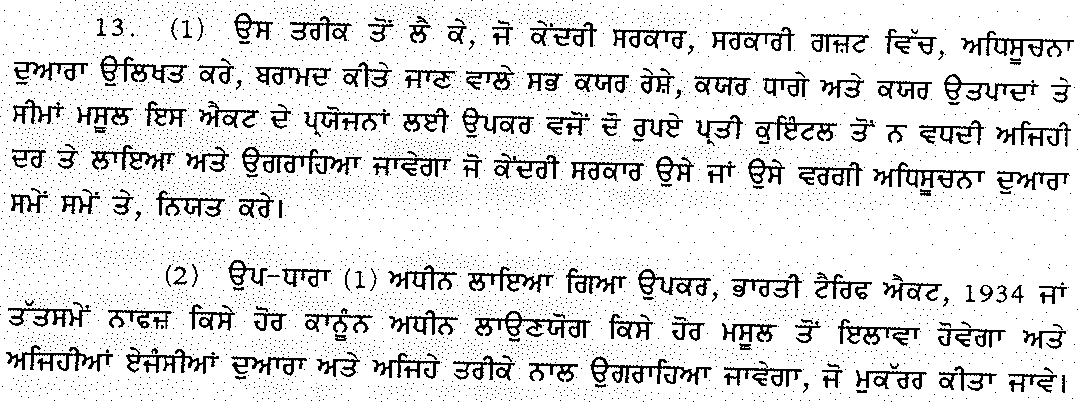 13. (1) ਉਸ ਤਰੀਕ ਤੋਂ ਲੈ ਕੇ, ਜੋ ਕੇਂਦਰੀ ਸਰਕਾਰ, ਸਰਕਾਰੀ ਗਜ਼ਟ ਵਿੱਚ, ਅਧਿਸੂਚਨਾ
ਦੁਆਰਾ ਉਲਿਖਤ ਕਰੇ, ਬਰਾਮਦ ਕੀਤੇ ਜਾਣ ਵਾਲੇ ਸਭ ਕਯਰ ਰੇਸ਼ੇ, ਕਯਰ ਧਾਗੇ ਅਤੇ ਕਯਰ ਉਤਪਾਦਾਂ ਤੇ
ਸੀਮਾਂ ਮਸੂਲ ਇਸ ਐਕਟ ਦੇ ਪ੍ਰਯੋਜਨਾਂ ਲਈ ਉਪਕਰ ਵਜੋਂ ਦੋ ਰੁਪਏ ਪ੍ਰਤੀ ਕੁਇੰਟਲ ਤੋਂ ਨ ਵਧਦੀ ਅਜਿਹੀ
ਦਰ ਤੇ ਲਾਇਆ ਅਤੇ ਉਗਰਾਹਿਆ ਜਾਵੇਗਾ ਜੋ ਕੇਂਦਰੀ ਸਰਕਾਰ ਉਸੇ ਜਾਂ ਉਸੇ ਵਰਗੀ ਅਧਿਸੂਚਨਾ ਦੁਆਰਾ
ਸਮੇਂ ਸਮੇਂ ਤੇ, ਨਿਯਤ ਕਰੇ।
(2) ਉਪ-ਧਾਰਾ (1) ਅਧੀਨ ਲਾਇਆ ਗਿਆ ਉਪਕਰ, ਭਾਰਤੀ ਟੈਰਿਫ ਐਕਟ, 1934 ਜਾਂ
ਤੱਤਸਮੇਂ ਨਾਫਜ਼ ਕਿਸੇ ਹੋਰ ਕਾਨੂੰਨ ਅਧੀਨ ਲਾਉਣਯੋਗ ਕਿਸੇ ਹੋਰ ਮਸੂਲ ਤੋਂ ਇਲਾਵਾ ਹੋਵੇਗਾ ਅਤੇ
ਅਜਿਹੀਆਂ ਏਜੰਸੀਆਂ ਦੁਆਰਾ ਅਤੇ ਅਜਿਹੇ ਤਰੀਕੇ ਨਾਲ ਉਗਰਾਹਿਆ ਜਾਵੇਗਾ, ਜੋ ਮੁਕੱਰਰ ਕੀਤਾ ਜਾਵੇ।